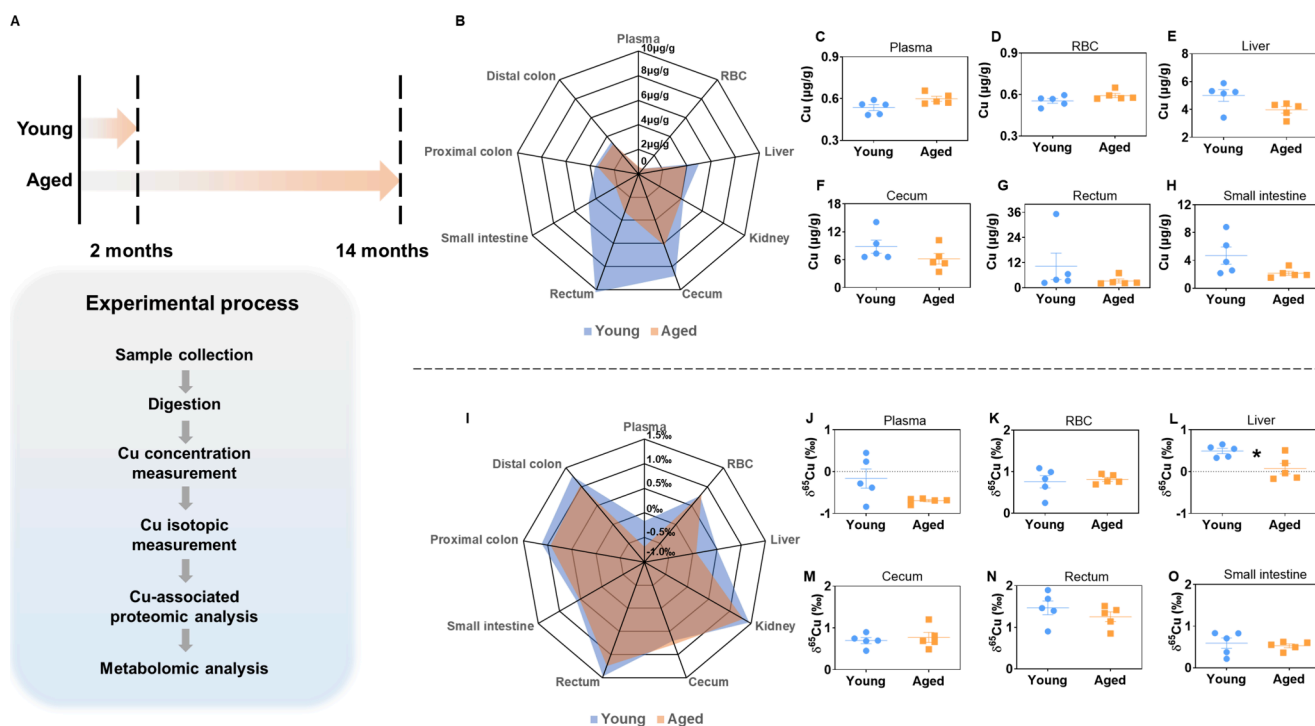 A
Young
Aged
2 months
14 months
Experimental process
Sample collection
Digestion
Cu concentration
measurement
Cu isotopic
measurement
Cu-associated
proteomic analysis
Metabolomic analysis
B
Plasma
10µg/g
8µg/g
6µg/g
4µg/g
2µg/g
0
RBC
Liver
Kidney
Cecum
Rectum
Small intestine
Proximal colon
Distal colon
Young
Aged
C
Plasma
Cu (µg/g)
0.9
0.6
0.3
Young
Aged
D
RBC
Cu (µg/g)
0.9
0.6
0.3
Young
Aged
E
Liver
Cu (µg/g)
8
6
4
2
Young
Aged
F
Cecum
Cu (µg/g)
18
12
6
0
Young
Aged
G
Rectum
Cu (µg/g)
36
24
12
0
Young
Aged
H
Small intestine
Cu (µg/g)
12
8
4
0
Young
Aged
I
Plasma
1.5‰
1.0‰
0.5‰
0‰
-0.5‰
-1.0‰
RBC
Liver
Kidney
Cecum
Rectum
Small intestine
Proximal colon
Distal colon
Young
Aged
J
Plasma
δ65Cu (‰)
1
0
-1
Young
Aged
K
RBC
δ65Cu (‰)
2
1
0
Young
Aged
L
Liver
δ65Cu (‰)
1
0
-1
*
Young
Aged
M
Cecum
δ65Cu (‰)
2
1
0
Young
Aged
N
Rectum
δ65Cu (‰)
2
1
0
Young
Aged
O
Small intestine
δ65Cu (‰)
2
1
0
Young
Aged